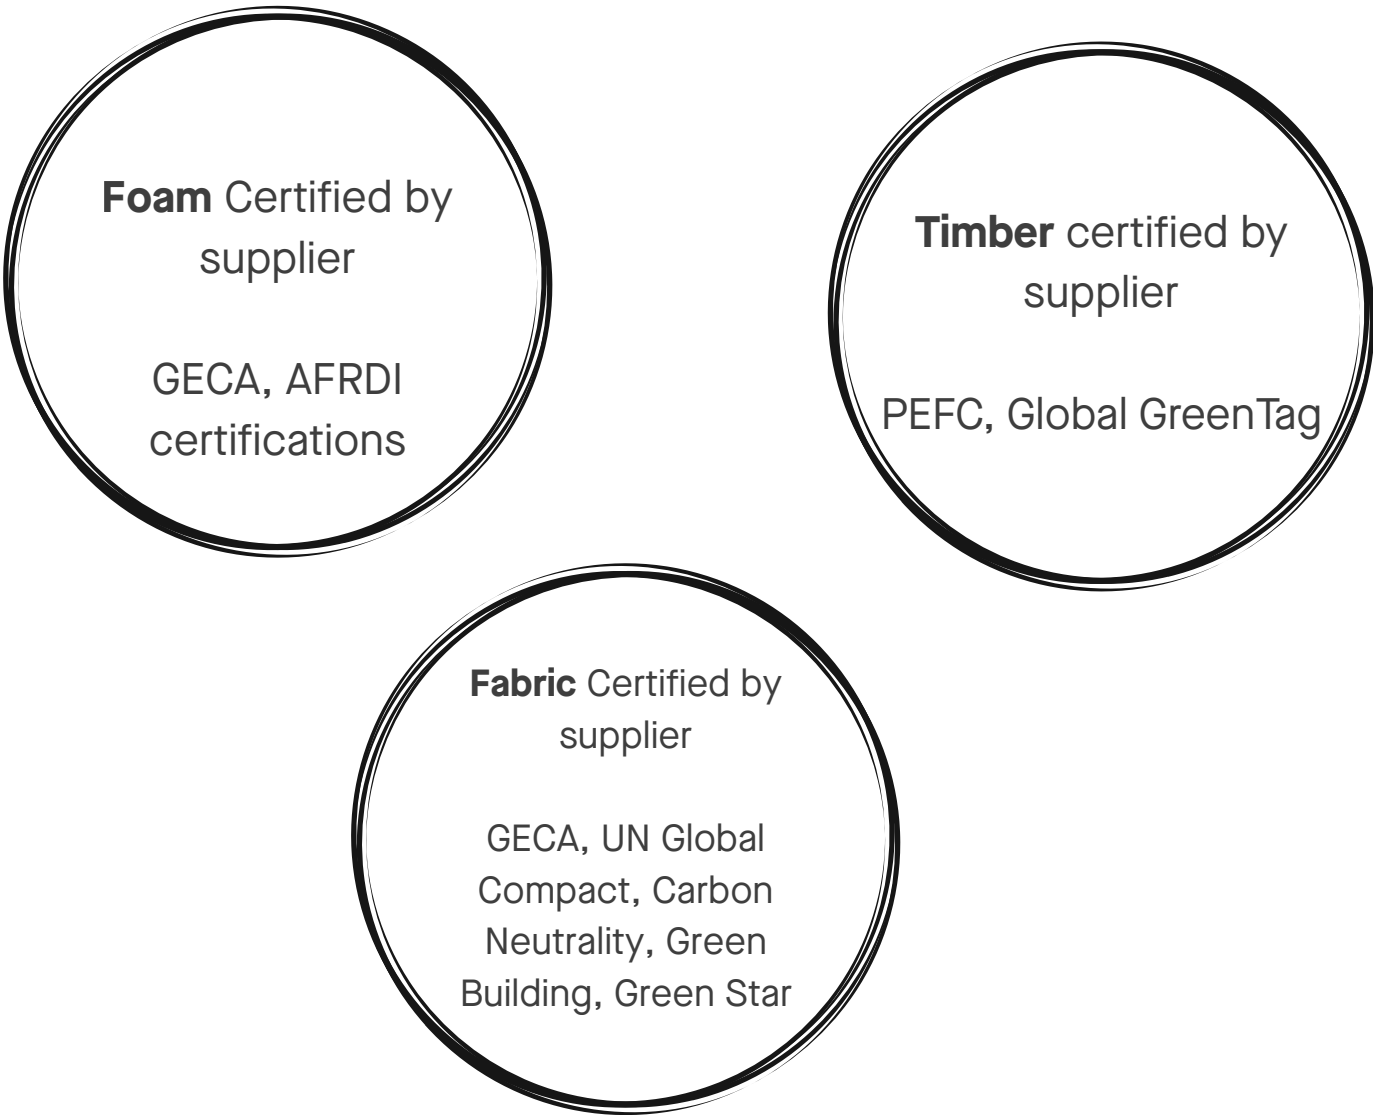 Foam Certified by
supplier
GECA, AFRDI
certifications
Timber certified by
supplier
PEFC, Global GreenTag
Fabric Certified by
supplier
GECA, UN Global
Compact, Carbon
Neutrality, Green
Building, Green Star